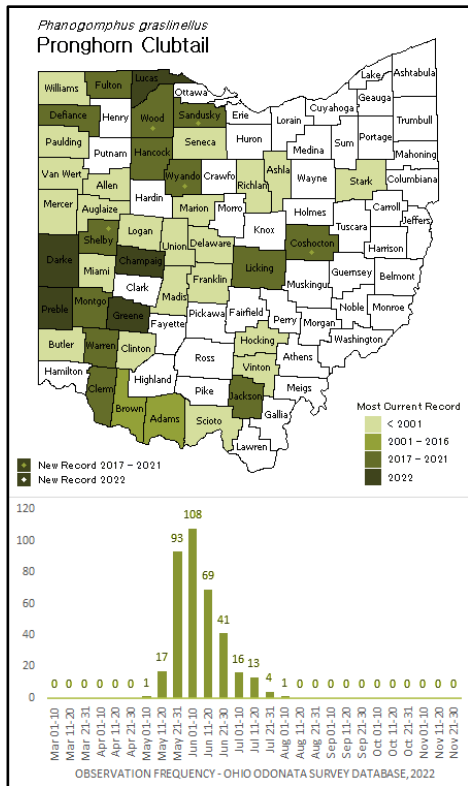 Phanogomphus graslinellus
Pronghorn Clubtail
Lake Ashtabula
Williams Fulton Lucas Ottawa Geauga
Defiance Henry Wood Sandusky Erie Lorain Cuyahoga Trumbull
Paulding Putnam Hancock Seneca Huron Medina Sum Portage Mahoning
Van Wert Allen Wyando Crawfo Richlan Ashla Wayne Stark Columbiana
Mercer Auglaize Hardin Marion Morro Holmes Tuscara Carroll Jeffers
Shelby Logan Union Delaware Knox Coshocton Harrison
Darke Miami Champaig Licking Muskingu Guernsey Belmont
Preble Montgo Clark Madis Franklin Fairfield Perry Morgan Noble Monroe
Greene Fayette Pickawa Washington
Butler Warren Clinton Ross Hocking Athens
Hamilton Clerm Highland Pike Vinton Meigs
Brown Adams Scioto Jackson Gallia
Lawren
Most Current Record
< 2001
2001 - 2016
2017 - 2021
2022
New Record 2017 - 2021
New Record 2022
120
100
80
60
40
20
0
0 0 0 0 0 0 1 17 93 108 69 41 16 13 4 1 0 0 0 0 0 0 0 0 0 0 0
Mar 01-10
Mar 11-20
Mar 21-31
Apr 01-10
Apr 11-20
Apr 21-30
May 01-10
May 11-20
May 21-31
Jun 01-10
Jun 11-20
Jun 21-30
Jul 01-10
Jul 11-20
Jul 21-31
Aug 01-10
Aug 11-20
Aug 21-31
Sep 01-10
Sep 11-20
Sep 21-30
Oct 01-10
Oct 11-20
Oct 21-31
Nov 01-10
Nov 11-20
Nov 21-30
OBSERVATION FREQUENCY - OHIO ODONATA SURVEY DATABASE, 2022